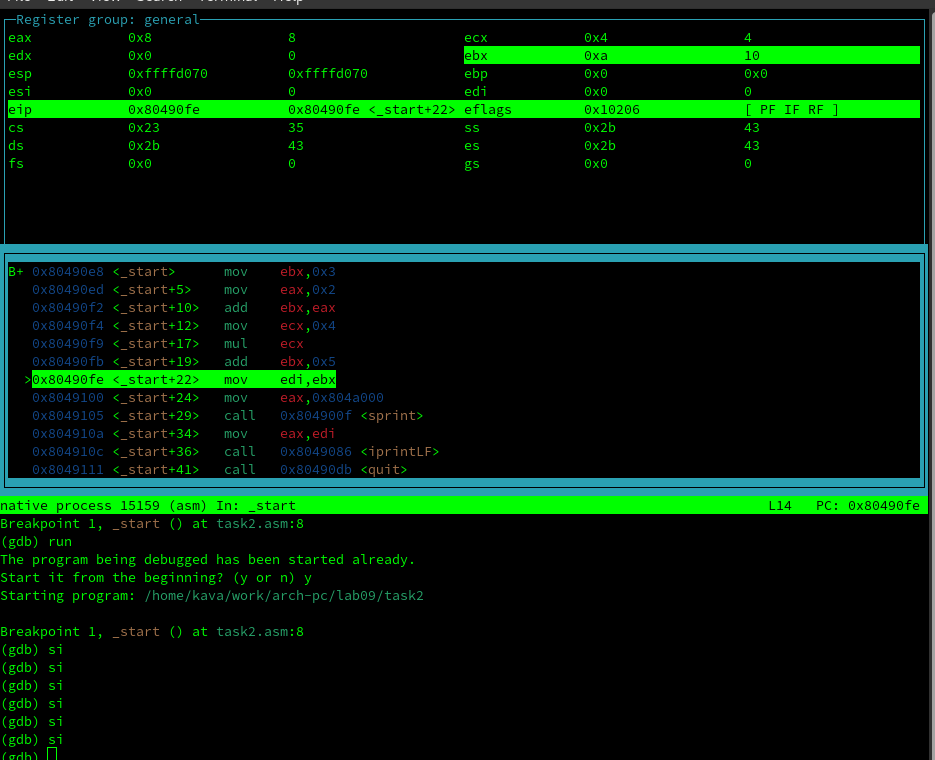 Register group: general
eax 0x8 8 ecx 0x4 4
edx 0x0 0 ebx 0xa 10
esp 0xffffd070 0xffffd070 ebp 0x0 0x0
esi 0x0 0 edi 0x0 0
eip 0x80490fe 0x80490fe <_start+22> eflags 0x10206 [ PF IF RF ]
cs 0x23 35 ss 0x2b 43
ds 0x2b 43 es 0x2b 43
fs 0x0 0 gs 0x0 0
B+ 0x80490e8 <_start> mov ebx,0x3
0x80490ed <_start+5> mov eax,0x2
0x80490f2 <_start+10> add ebx,eax
0x80490f4 <_start+12> mov ecx,0x4
0x80490f9 <_start+17> mul ecx
0x80490fb <_start+19> add ebx,0x5
>0x80490fe <_start+22> mov edi,ebx
0x8049100 <_start+24> mov eax,0x804a000
0x8049105 <_start+29> call 0x804900f <sprint>
0x804910a <_start+34> mov eax,edi
0x804910c <_start+36> call 0x8049086 <iprintLF>
0x8049111 <_start+41> call 0x80490db <quit>
native process 15159 (asm) In: _start L14 PC: 0x80490fe
Breakpoint 1, _start () at task2.asm:8
(gdb) run
The program being debugged has been started already.
Start it from the beginning? (y or n) y
Starting program: /home/kava/work/arch-pc/lab09/task2
Breakpoint 1, _start () at task2.asm:8
(gdb) si
(gdb) si
(gdb) si
(gdb) si
(gdb) si
(gdb) si
(gdb)